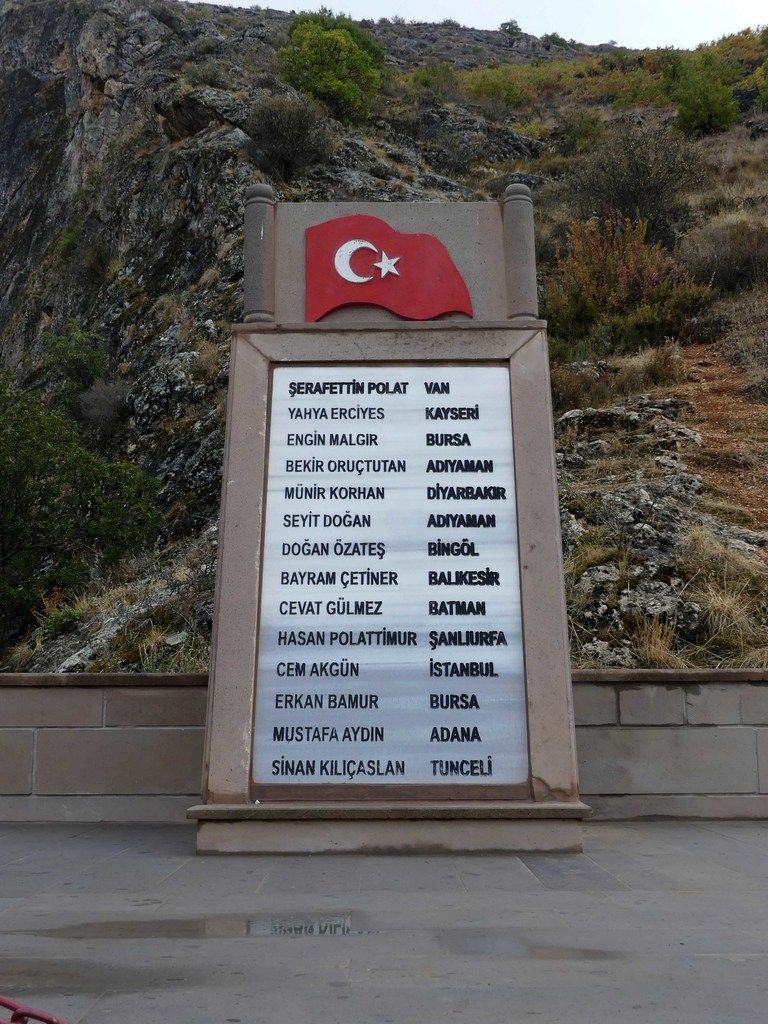 ŞERAFETTİN POLAT VAN
YAHYA ERCİYES KAYSERİ
ENGİN MALGIR BURSA
BEKİR ORUÇTUTAN ADIYAMAN
MÜNİR KORHAN DİYARBAKIR
SEYİT DOĞAN ADIYAMAN
DOĞAN ÖZATEŞ BİNGÖL
BAYRAM ÇETİNER BALIKESİR
CEVAT GÜLMEZ BATMAN
HASAN POLATTİMUR ŞANLIURFA
CEM AKGÜN İSTANBUL
ERKAN BAMUR BURSA
MUSTAFA AYDIN ADANA
SİNAN KILIÇASLAN TUNCELİ